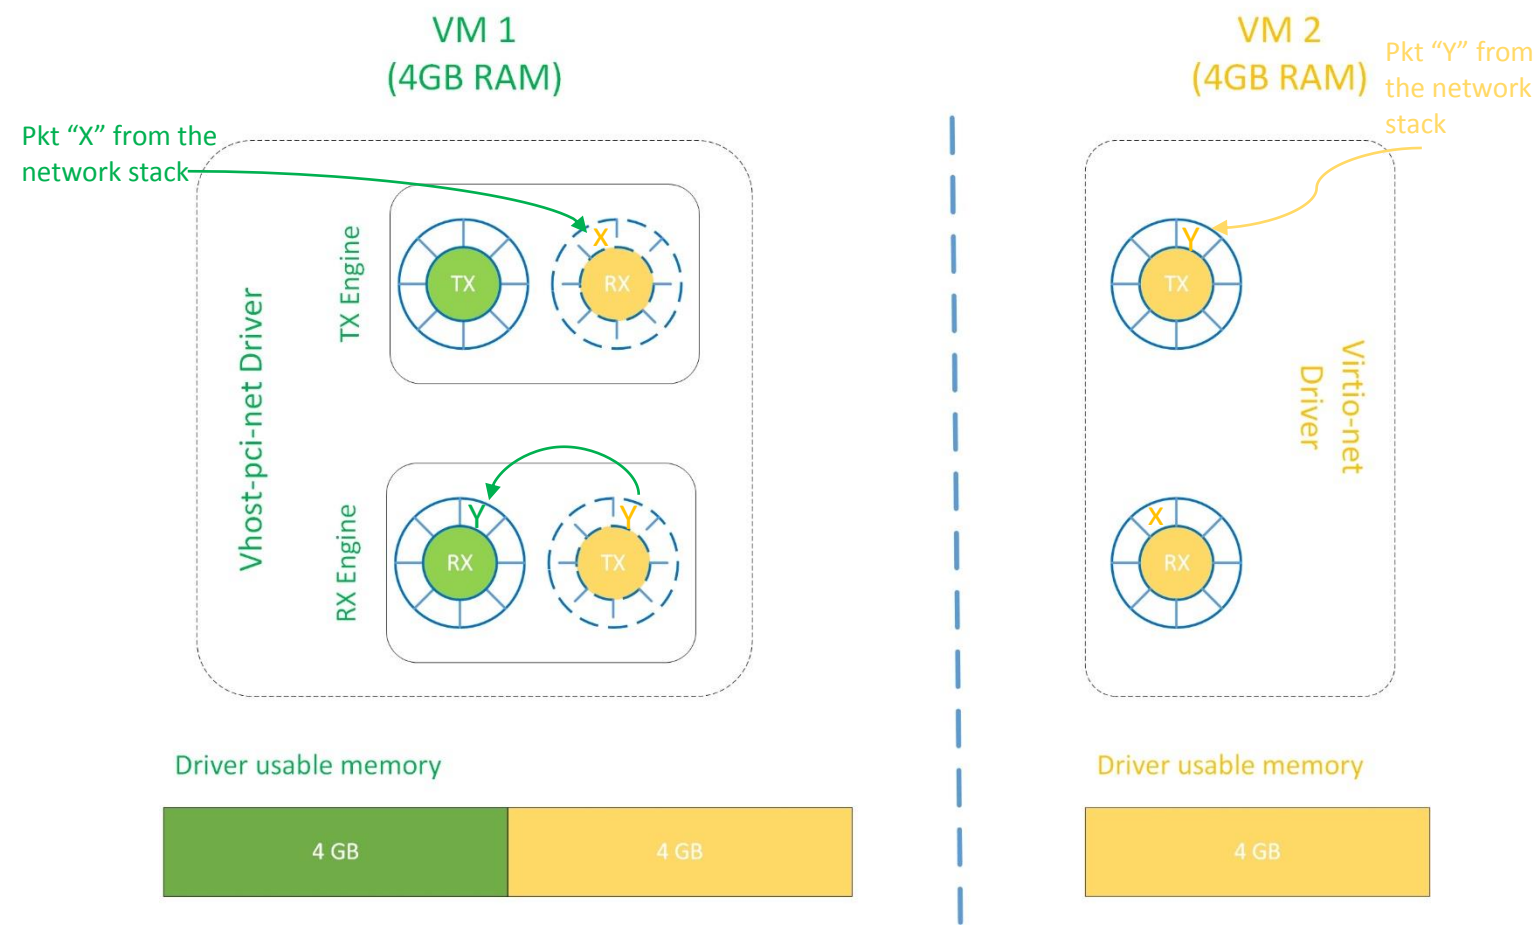 VM 1
(4GB RAM)
VM 2
(4GB RAM)
Pkt “Y” from
the network
stack
Pkt “X” from the
network stack
Vhost-pci-net Driver
TX Engine
TX
X
RX
RX Engine
Y
RX
Y
TX
Y
TX
X
RX
Virtio-net
Driver
Driver usable memory
4 GB
4 GB
Driver usable memory
4 GB